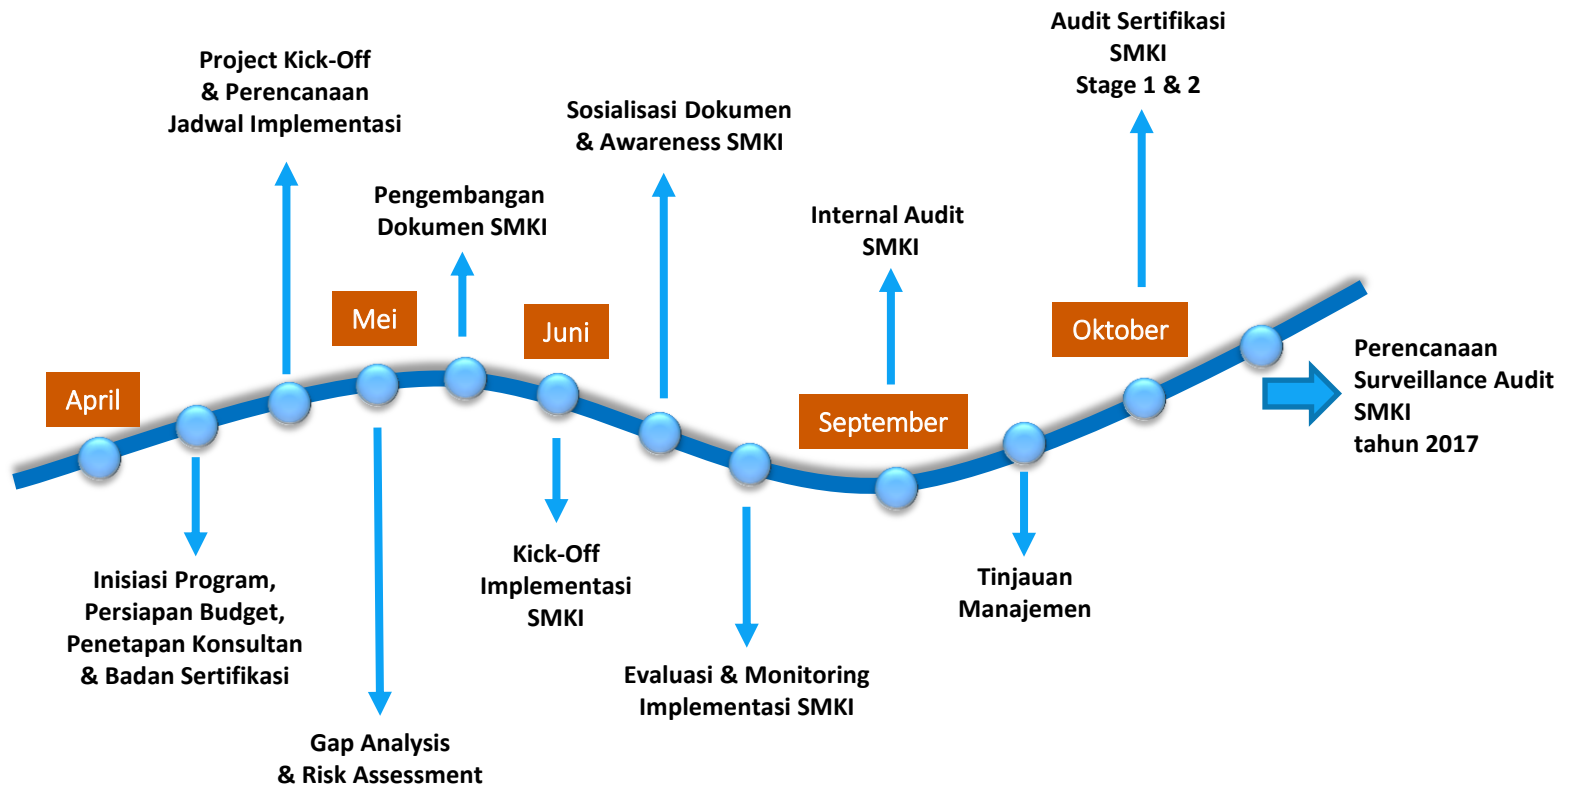 Audit Sertifikasi
SMKI
Stage 1 & 2
Project Kick-Off
& Perencanaan
Jadwal Implementasi
Sosialisasi Dokumen
& Awareness SMKI
Pengembangan
Dokumen SMKI
Internal Audit
SMKI
April
Mei
Juni
September
Oktober
Perencanaan
Surveillance Audit
SMKI
tahun 2017
Inisiasi Program,
Persiapan Budget,
Penetapan Konsultan
& Badan Sertifikasi
Kick-Off
Implementasi
SMKI
Tinjauan
Manajemen
Evaluasi & Monitoring
Implementasi SMKI
Gap Analysis
& Risk Assessment